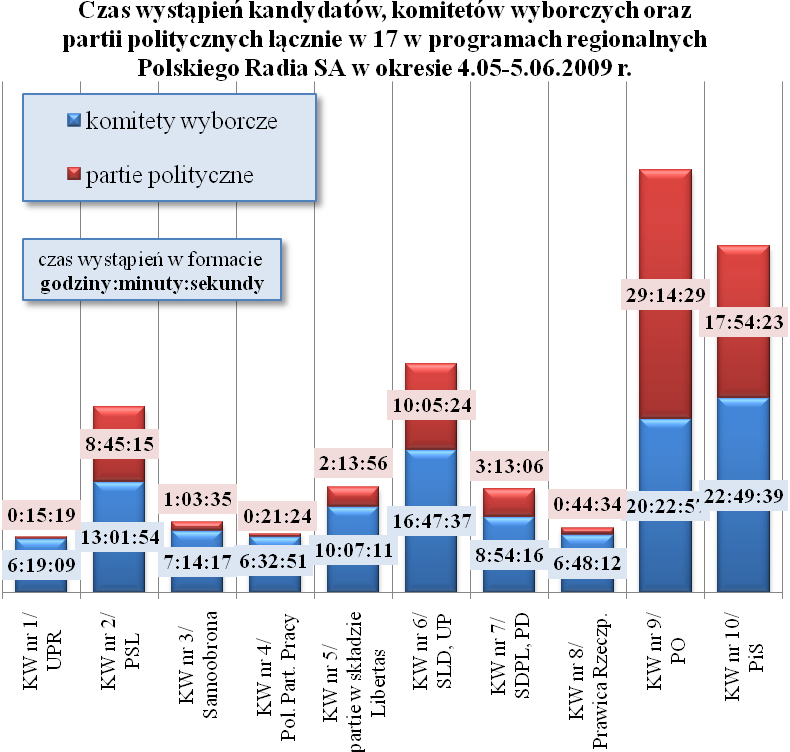 Czas wystąpień kandydatów, komitetów wyborczych oraz
partii politycznych łącznie w 17 w programach regionalnych
Polskiego Radia SA w okresie 4.05-5.06.2009 r.
komitety wyborcze
partie polityczne
czas wystąpień w formacie
godziny:minuty:sekundy
29:14:29
17:54:23
10:05:24
8:45:15
2:13:56
3:13:06
1:03:35
0:15:19
0:21:24
0:44:34
22:49:39
16:47:37
13:01:54
10:07:11
8:54:16
7:14:17
6:19:09
6:32:51
6:48:12
KW nr 1/
UPR
KW nr 2/
PSL
KW nr 3/
Samoobrona
KW nr 4/
Pol. Part. Pracy
KW nr 5/
partie w składzie
Libertas
KW nr 6/
SLD, UP
KW nr 7/
SDPL, PD
KW nr 8/
Prawica Rzeczp.
KW nr 9/
PO
KW nr 10/
PiS